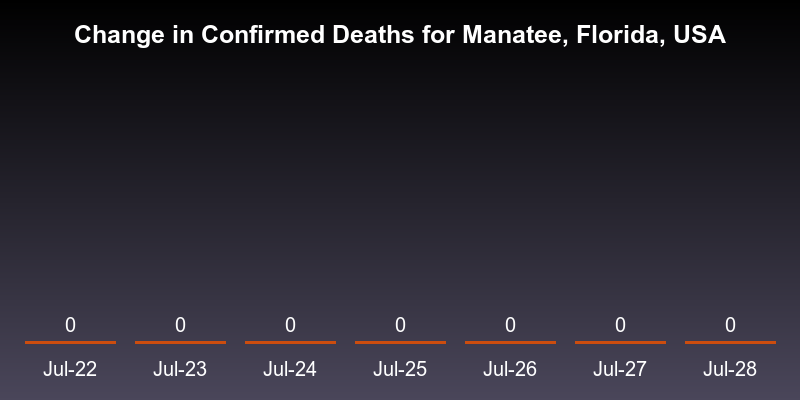 Change in Confirmed Deaths for Manatee, Florida, USA
0 0 0 0 0 0 0
Jul-22 Jul-23 Jul-24 Jul-25 Jul-26 Jul-27 Jul-28